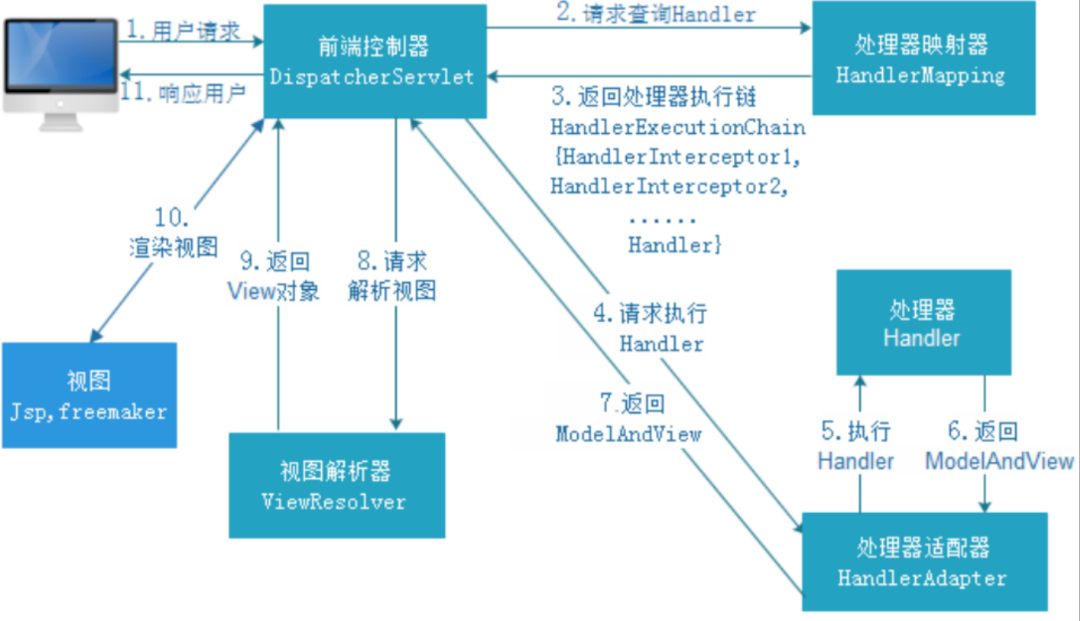 1.用户请求
11.响应用户
前端控制器
DispatcherServlet
2.请求查询Handler
处理器映射器
HandlerMapping
3.返回处理器执行链
HandlerExecutionChain
{HandlerInterceptor1,
HandlerInterceptor2,
......
Handler}
10.
渲染视图
9.返回
View对象
8.请求
解析视图
4.请求执行
Handler
处理器
Handler
视图
Jsp,freemaker
7.返回
ModelAndView
5.执行
Handler
6.返回
ModelAndView
视图解析器
ViewResolver
处理器适配器
HandlerAdapter